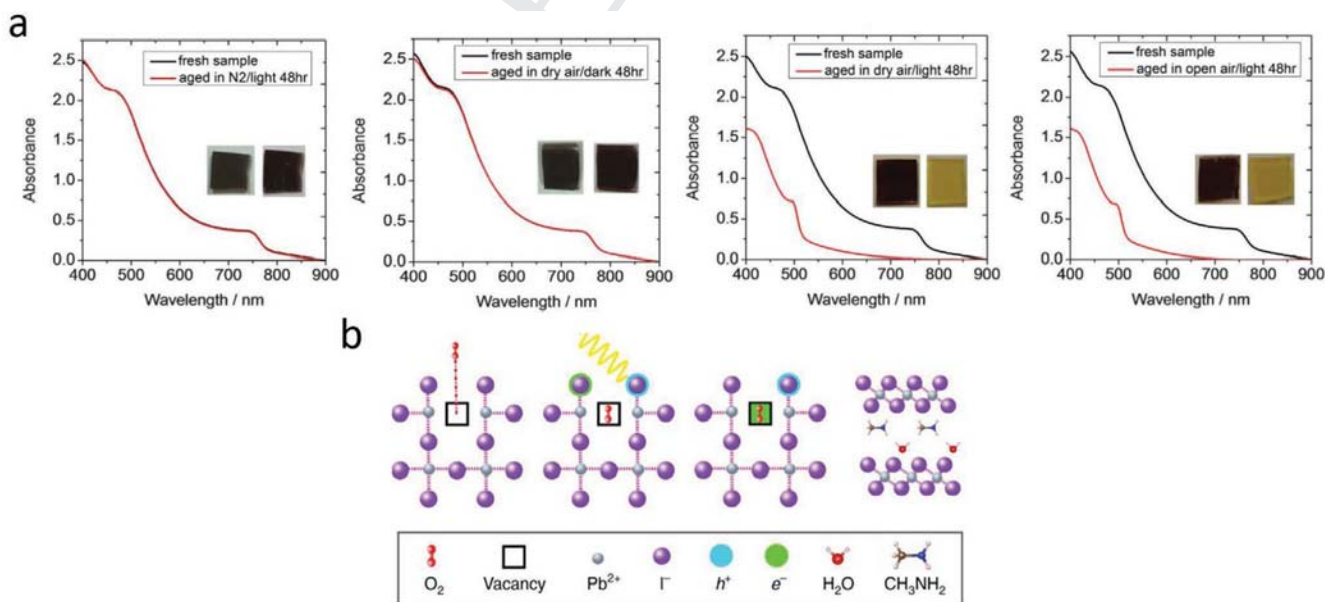 a
fresh sample
aged in N2/light 48hr
Absorbance
2.5
2.0
1.5
1.0
0.5
0.0
400 500 600 700 800 900
Wavelength / nm
fresh sample
aged in dry air/dark 48hr
Absorbance
2.5
2.0
1.5
1.0
0.5
0.0
400 500 600 700 800 900
Wavelength / nm
fresh sample
aged in dry air/light 48hr
Absorbance
2.5
2.0
1.5
1.0
0.5
0.0
400 500 600 700 800 900
Wavelength / nm
fresh sample
aged in open air/light 48hr
Absorbance
2.5
2.0
1.5
1.0
0.5
0.0
400 500 600 700 800 900
Wavelength / nm
b
O₂ Vacancy Pb²⁺ I⁻ h⁺ e⁻ H₂O CH₃NH₂